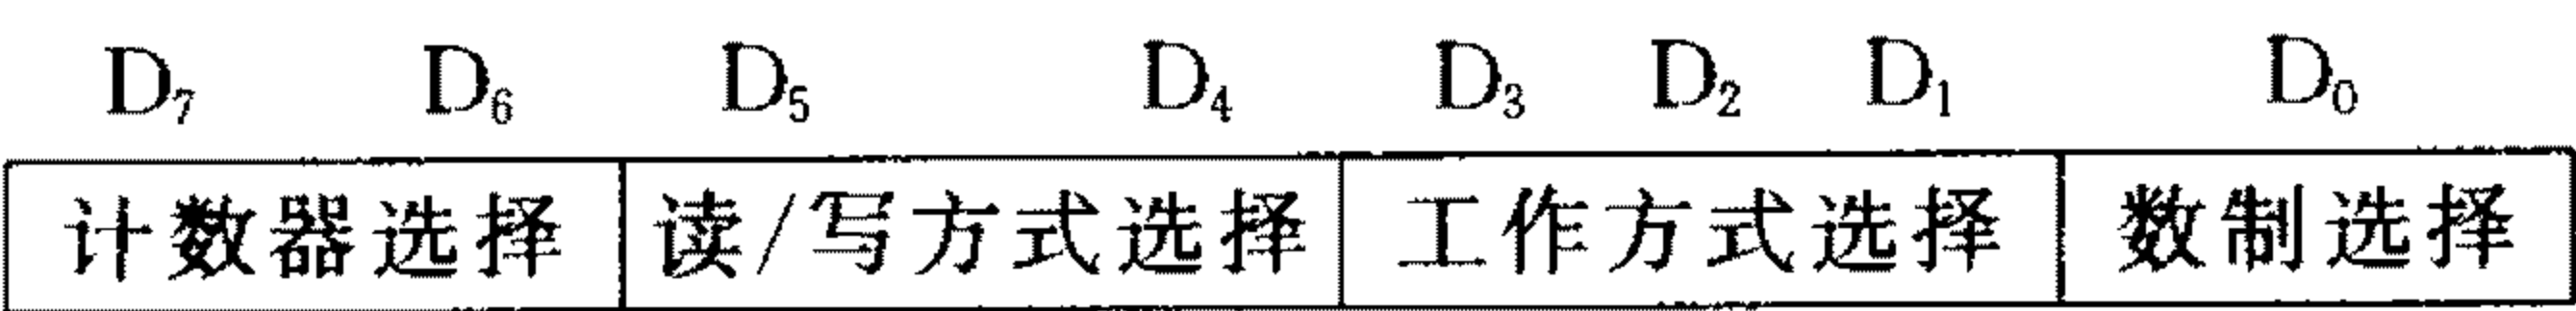 D₇ D₆ D₅ D₄ D₃ D₂ D₁ D₀
计数器选择 读/写方式选择 工作方式选择 数制选择